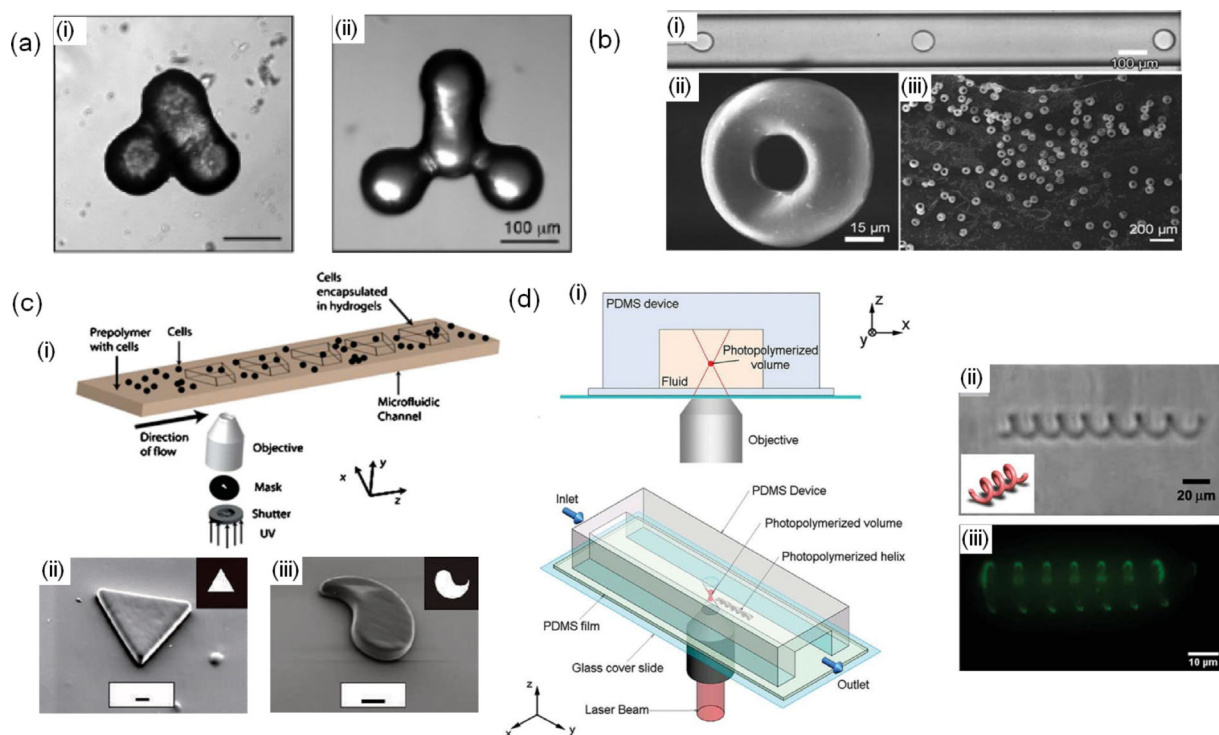 (a)
(i)
(ii)
100 µm
(b)
(i)
100 µm
(ii)
15 µm
(iii)
200 µm
(c)
(i)
Cells
encapsulated
in hydrogels
Prepolymer
with cells
Cells
Microfluidic
Channel
Direction
of flow
Objective
Mask
Shutter
UV
x
y
z
(ii)
(iii)
(d)
(i)
PDMS device
Photopolymerized
volume
Fluid
Objective
z
y
x
Inlet
PDMS Device
Photopolymerized volume
Photopolymerized helix
PDMS film
Glass cover slide
Outlet
Laser Beam
z
x
y
(ii)
20 µm
(iii)
10 µm